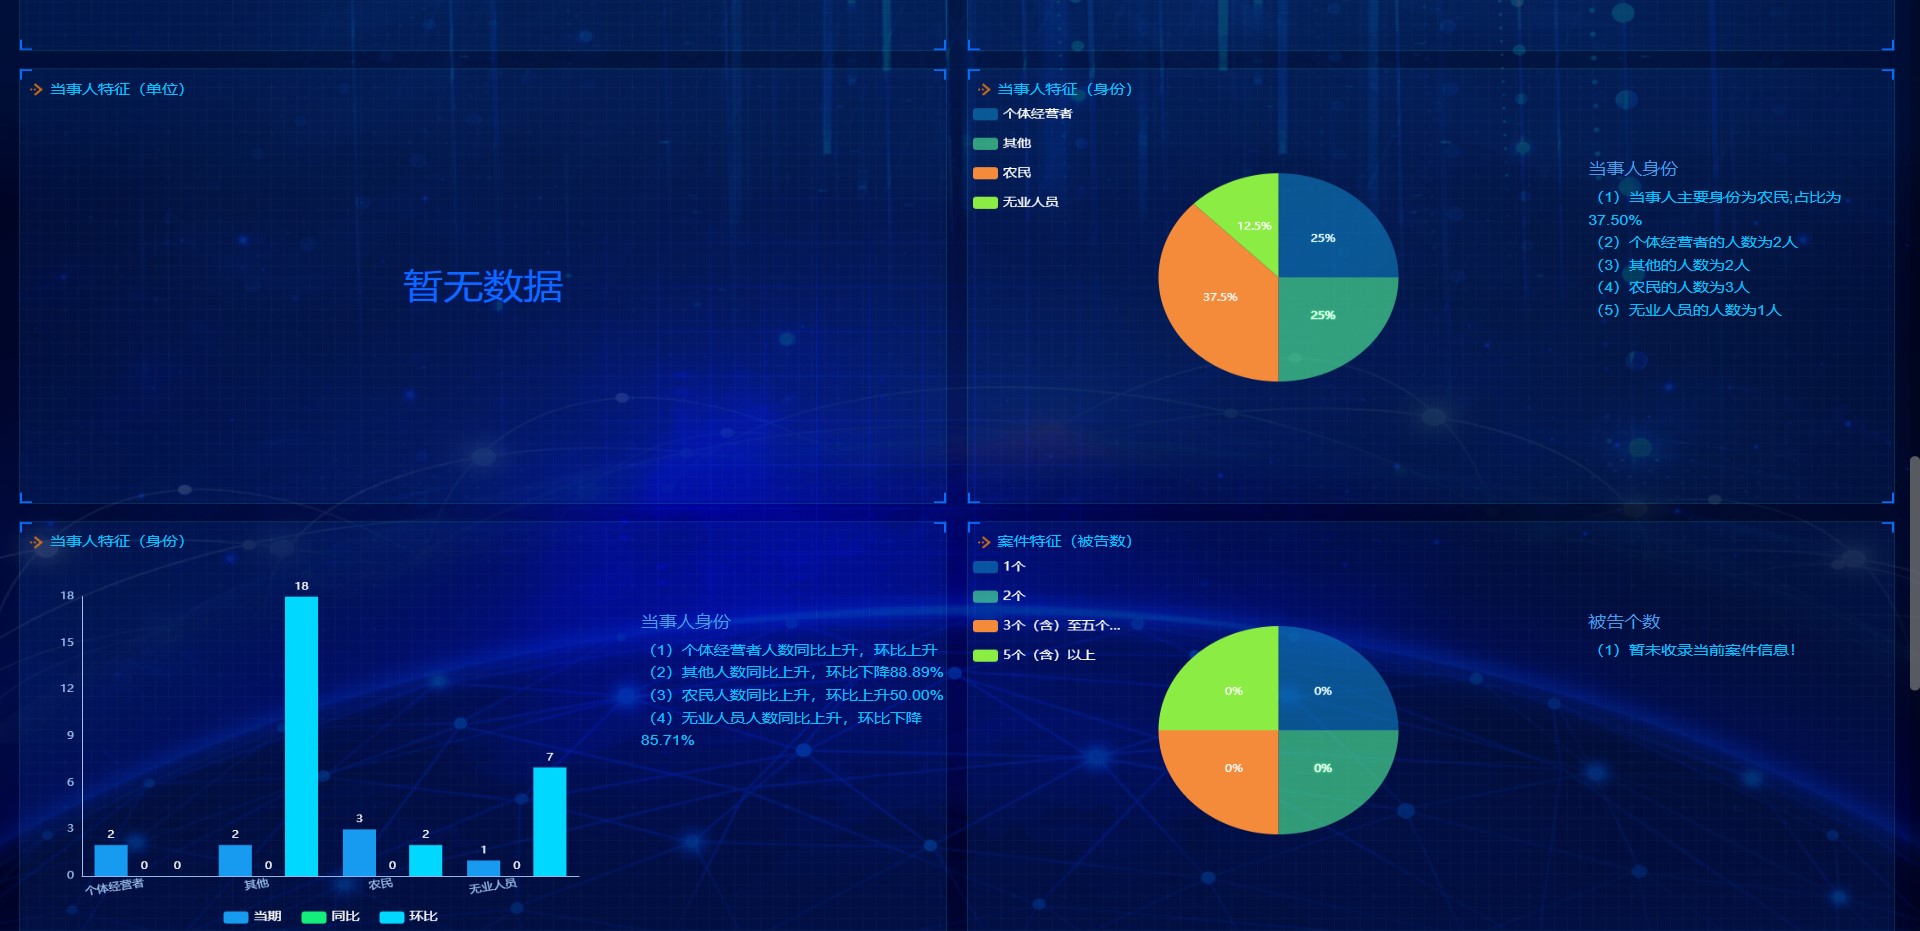 当事人特征（单位）
暂无数据
当事人特征（身份）
个体经营者
其他
农民
无业人员
12.5%
25%
37.5%
25%
当事人身份
（1）当事人主要身份为农民;占比为
37.50%
（2）个体经营者的人数为2人
（3）其他的人数为2人
（4）农民的人数为3人
（5）无业人员的人数为1人
当事人特征（身份）
18
15
12
9
6
3
0
2
0
0
2
0
18
3
0
2
1
0
7
个体经营者
其他
农民
无业人员
当期
同比
环比
当事人身份
（1）个体经营者人数同比上升，环比上升
（2）其他人数同比上升，环比下降88.89%
（3）农民人数同比上升，环比上升50.00%
（4）无业人员人数同比上升，环比下降
85.71%
案件特征（被告数）
1个
2个
3个（含）至五个...
5个（含）以上
0%
0%
0%
0%
被告个数
（1）暂未收录当前案件信息!